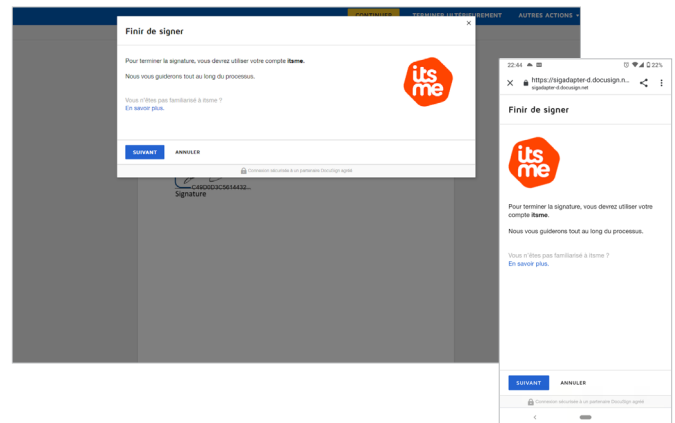 CONTINUER TERMINER ULTÉRIEUREMENT AUTRES ACTIONS
Finir de signer
×
Pour terminer la signature, vous devrez utiliser votre compte itsme.
Nous vous guiderons tout au long du processus.
Vous n'êtes pas familiarisé à itsme ?
En savoir plus.
its
me
SUIVANT ANNULER
Connexion sécurisée à un partenaire DocuSign agréé
C49D0D3C5614432...
Signature
22:44 22%
https://sigadapter-d.docusign.n...
sigadapter-d.docusign.net
Finir de signer
its
me
Pour terminer la signature, vous devrez utiliser votre
compte itsme.
Nous vous guiderons tout au long du processus.
Vous n'êtes pas familiarisé à itsme ?
En savoir plus.
SUIVANT ANNULER
Connexion sécurisée à un partenaire DocuSign agréé